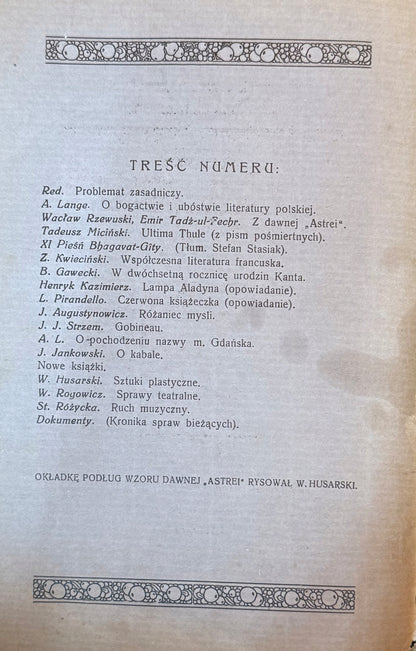 TREŚĆ NUMERU:
Red. Problemat zasadniczy.
A. Lange. O bogactwie i ubóstwie literatury polskiej.
Wacław Rzewuski, Emir Tadż-ul-Fechr. Z dawnej „Astrei“.
Tadeusz Miciński. Ultima Thule (z pism pośmiertnych).
XI Pieśń Bhagavat-Gity. (Tłum. Stefan Stasiak).
Z. Kwieciński. Współczesna literatura francuska.
B. Gawecki. W dwóchsetną rocznicę urodzin Kanta.
Henryk Kazimierz. Lampa Aladyna (opowiadanie).
L. Pirandello. Czerwona książeczka (opowiadanie).
J. Augustynowicz. Różaniec mysli.
J. J. Strzem. Gobineau.
A. L. O pochodzeniu nazwy m. Gdańska.
J. Jankowski. O kabale.
Nowe książki.
W. Husarski. Sztuki plastyczne.
W. Rogowicz. Sprawy teatralne.
St. Różycka. Ruch muzyczny.
Dokumenty. (Kronika spraw bieżących).
OKŁADKĘ PODŁUG WZORU DAWNEJ „ASTREI“ RYSOWAŁ W. HUSARSKI.